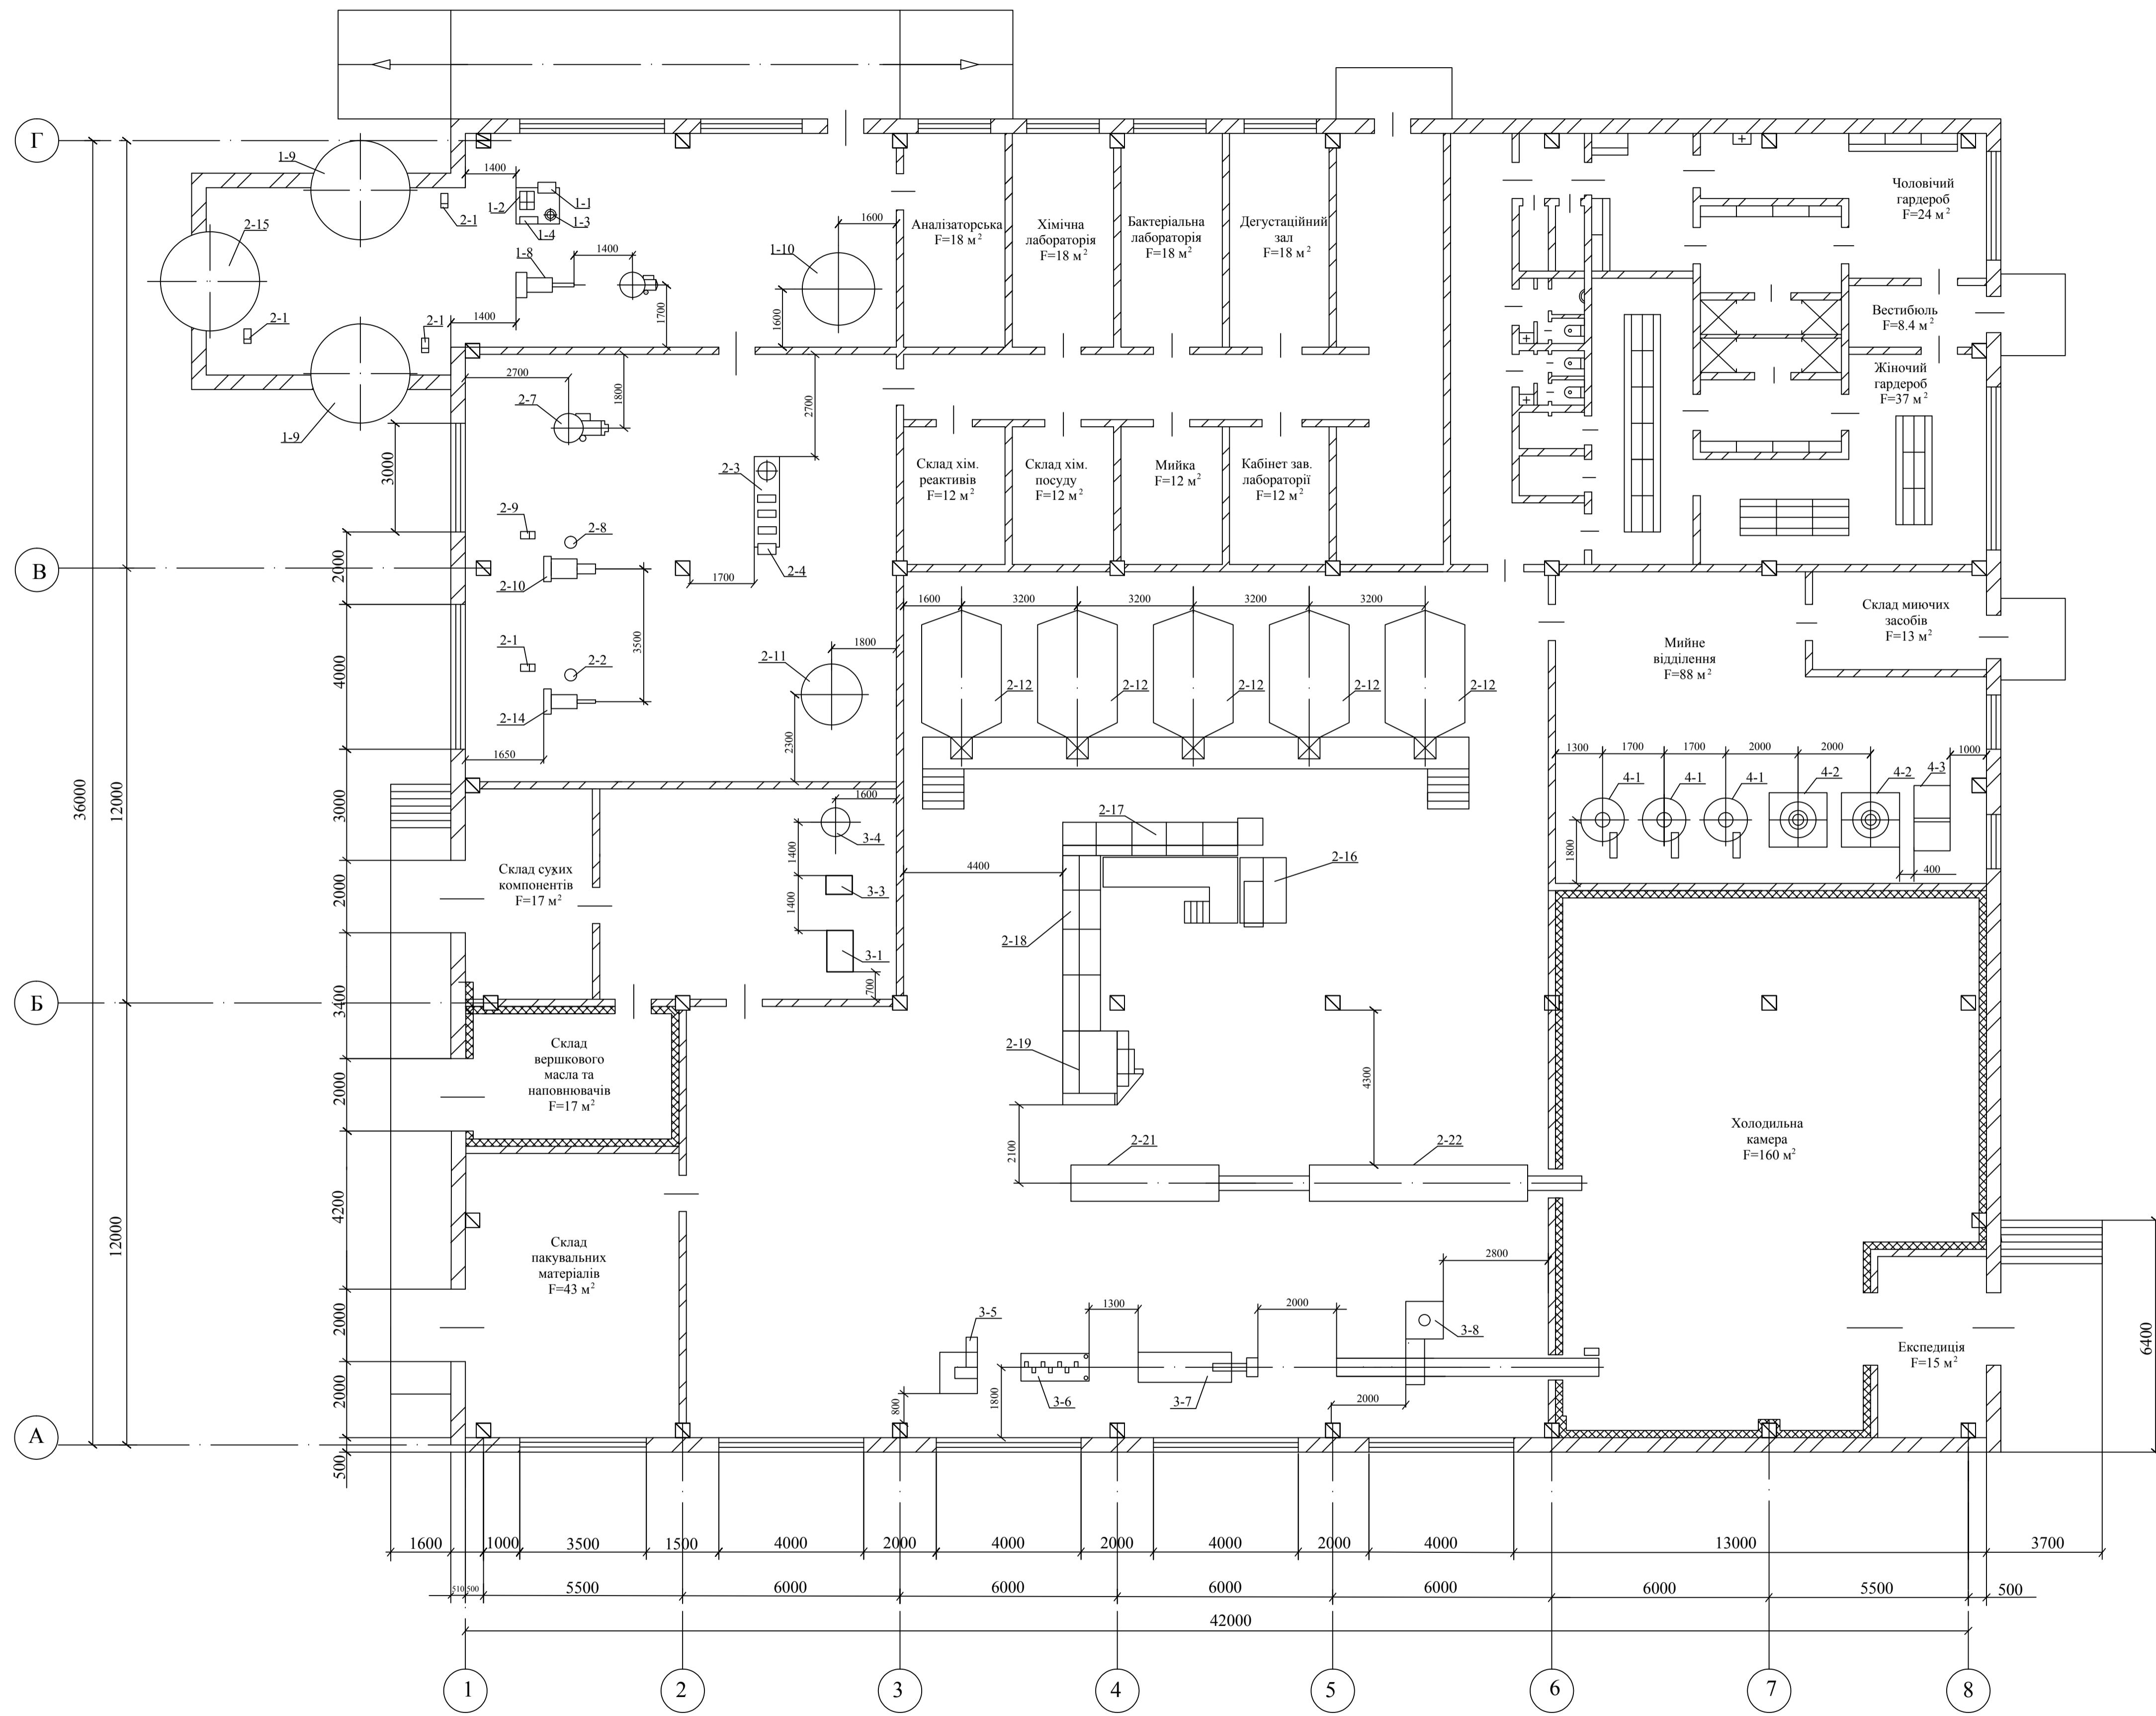 Г
В
Б
А
36000
12000
12000
1-9
2-15
2-1
2-1
2-1
1-9
1400
1-1
1-2
1-3
1-4
1-8
1400
1400
1700
1-10
1600
1600
Аналізаторська
F=18 м²
Хімічна
лабораторія
F=18 м²
Бактеріальна
лабораторія
F=18 м²
Дегустаційний
зал
F=18 м²
Чоловічий
гардероб
F=24 м²
Вестибюль
F=8.4 м²
Жіночий
гардероб
F=37 м²
2700
2-7
1800
2700
3000
2-3
2-4
1700
2-9
2-8
2-10
3500
2-1
2-2
2-14
1650
2-11
1800
2300
Склад хім.
реактивів
F=12 м²
Склад хім.
посуду
F=12 м²
Мийка
F=12 м²
Кабінет зав.
лабораторії
F=12 м²
1600
3200
3200
3200
3200
2-12
2-12
2-12
2-12
2-12
Мийне
відділення
F=88 м²
Склад миючих
засобів
F=13 м²
1300
1700
1700
2000
2000
1000
4-1
4-1
4-1
4-2
4-2
4-3
1800
400
2000
4000
3000
2000
3400
2000
4200
2000
2000
500
Склад сухих
компонентів
F=17 м²
1600
3-4
1400
3-3
1400
3-1
700
4400
2-17
2-16
2-18
2-19
2100
4300
2-21
2-22
Склад
вершкового
масла та
наповнювачів
F=17 м²
Склад
пакувальних
матеріалів
F=43 м²
Холодильна
камера
F=160 м²
Експедиція
F=15 м²
6400
3-5
800
1800
3-6
1300
3-7
2000
2000
3-8
2800
1600
1000
3500
1500
4000
2000
4000
2000
4000
2000
4000
13000
3700
510
500
5500
6000
6000
6000
6000
6000
5500
500
42000
1
2
3
4
5
6
7
8